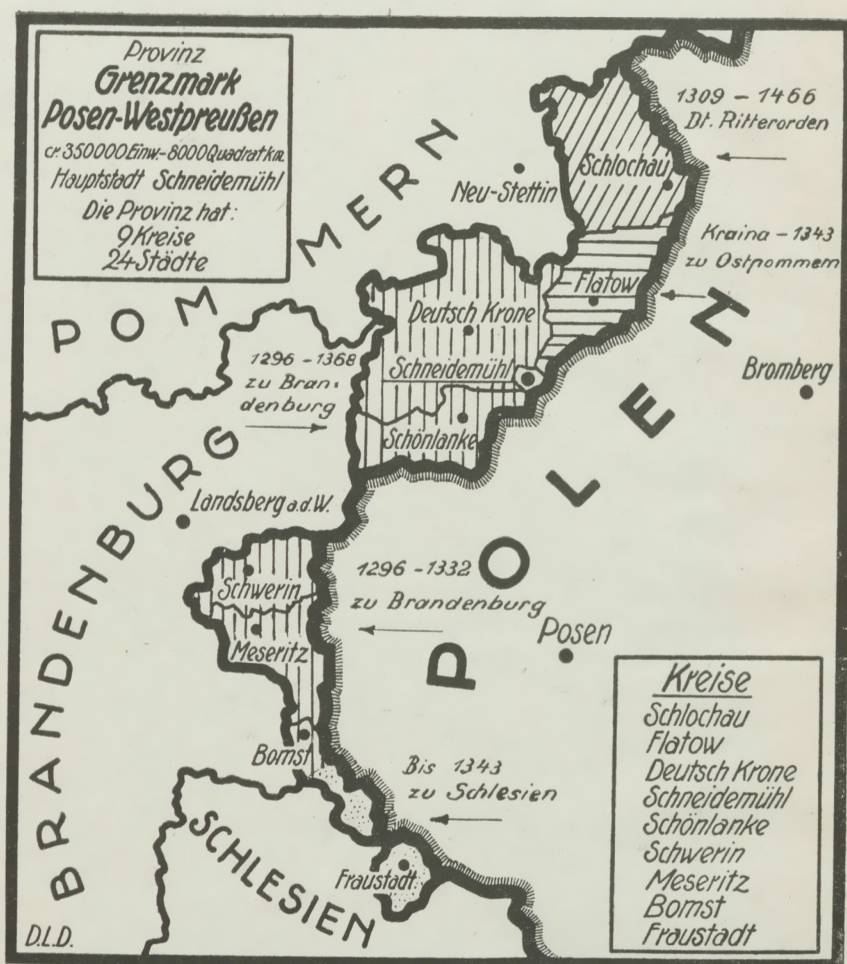 Provinz
Grenzmark
Posen-Westpreußen
cr. 350000 Einw.-8000 Quadratkm.
Hauptstadt Schneidemühl
Die Provinz hat:
9 Kreise
24 Städte
1309 - 1466
Dt. Ritterorden
Schlochau
Neu-Stettin
POMMERN
Kraina - 1343
zu Ostpommern
Flatow
Deutsch Krone
1296 - 1368
zu Bran-
denburg
Schneidemühl
Bromberg
Schönlanke
POLEN
BRANDENBURG
Landsberg a.d.W.
Schwerin
1296 - 1332
zu Brandenburg
Meseritz
Posen
Bomst
Bis 1343
zu Schlesien
SCHLESIEN
Fraustadt
Kreise
Schlochau
Flatow
Deutsch Krone
Schneidemühl
Schönlanke
Schwerin
Meseritz
Bomst
Fraustadt
D.L.D.